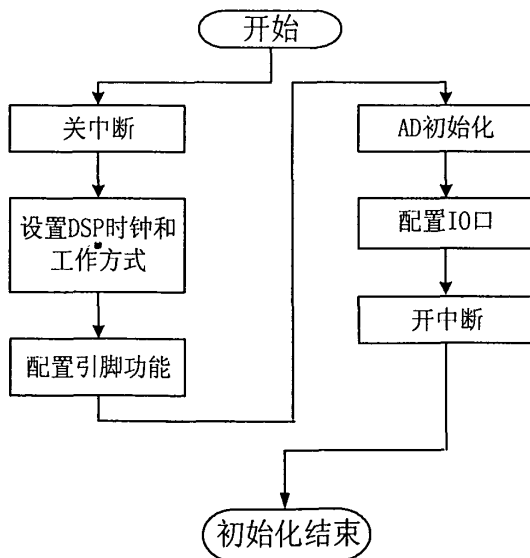 开始
关中断
设置DSP时钟和
工作方式
配置引脚功能
AD初始化
配置IO口
开中断
初始化结束